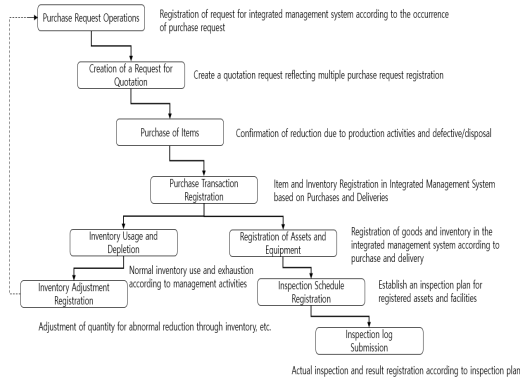 Purchase Request Operations
Registration of request for integrated management system according to the occurrence
of purchase request
Creation of a Request for
Quotation
Create a quotation request reflecting multiple purchase request registration
Purchase of Items
Confirmation of reduction due to production activities and defective/disposal
Purchase Transaction
Registration
Item and Inventory Registration in Integrated Management System
based on Purchases and Deliveries
Inventory Usage and
Depletion
Registration of Assets and
Equipment
Registration of goods and inventory in the
integrated management system according to
purchase and delivery
Normal inventory use and exhaustion
according to management activities
Inventory Adjustment
Registration
Inspection Schedule
Registration
Establish an inspection plan for
registered assets and facilities
Adjustment of quantity for abnormal reduction through inventory, etc.
Inspection log
Submission
Actual inspection and result registration according to inspection plan